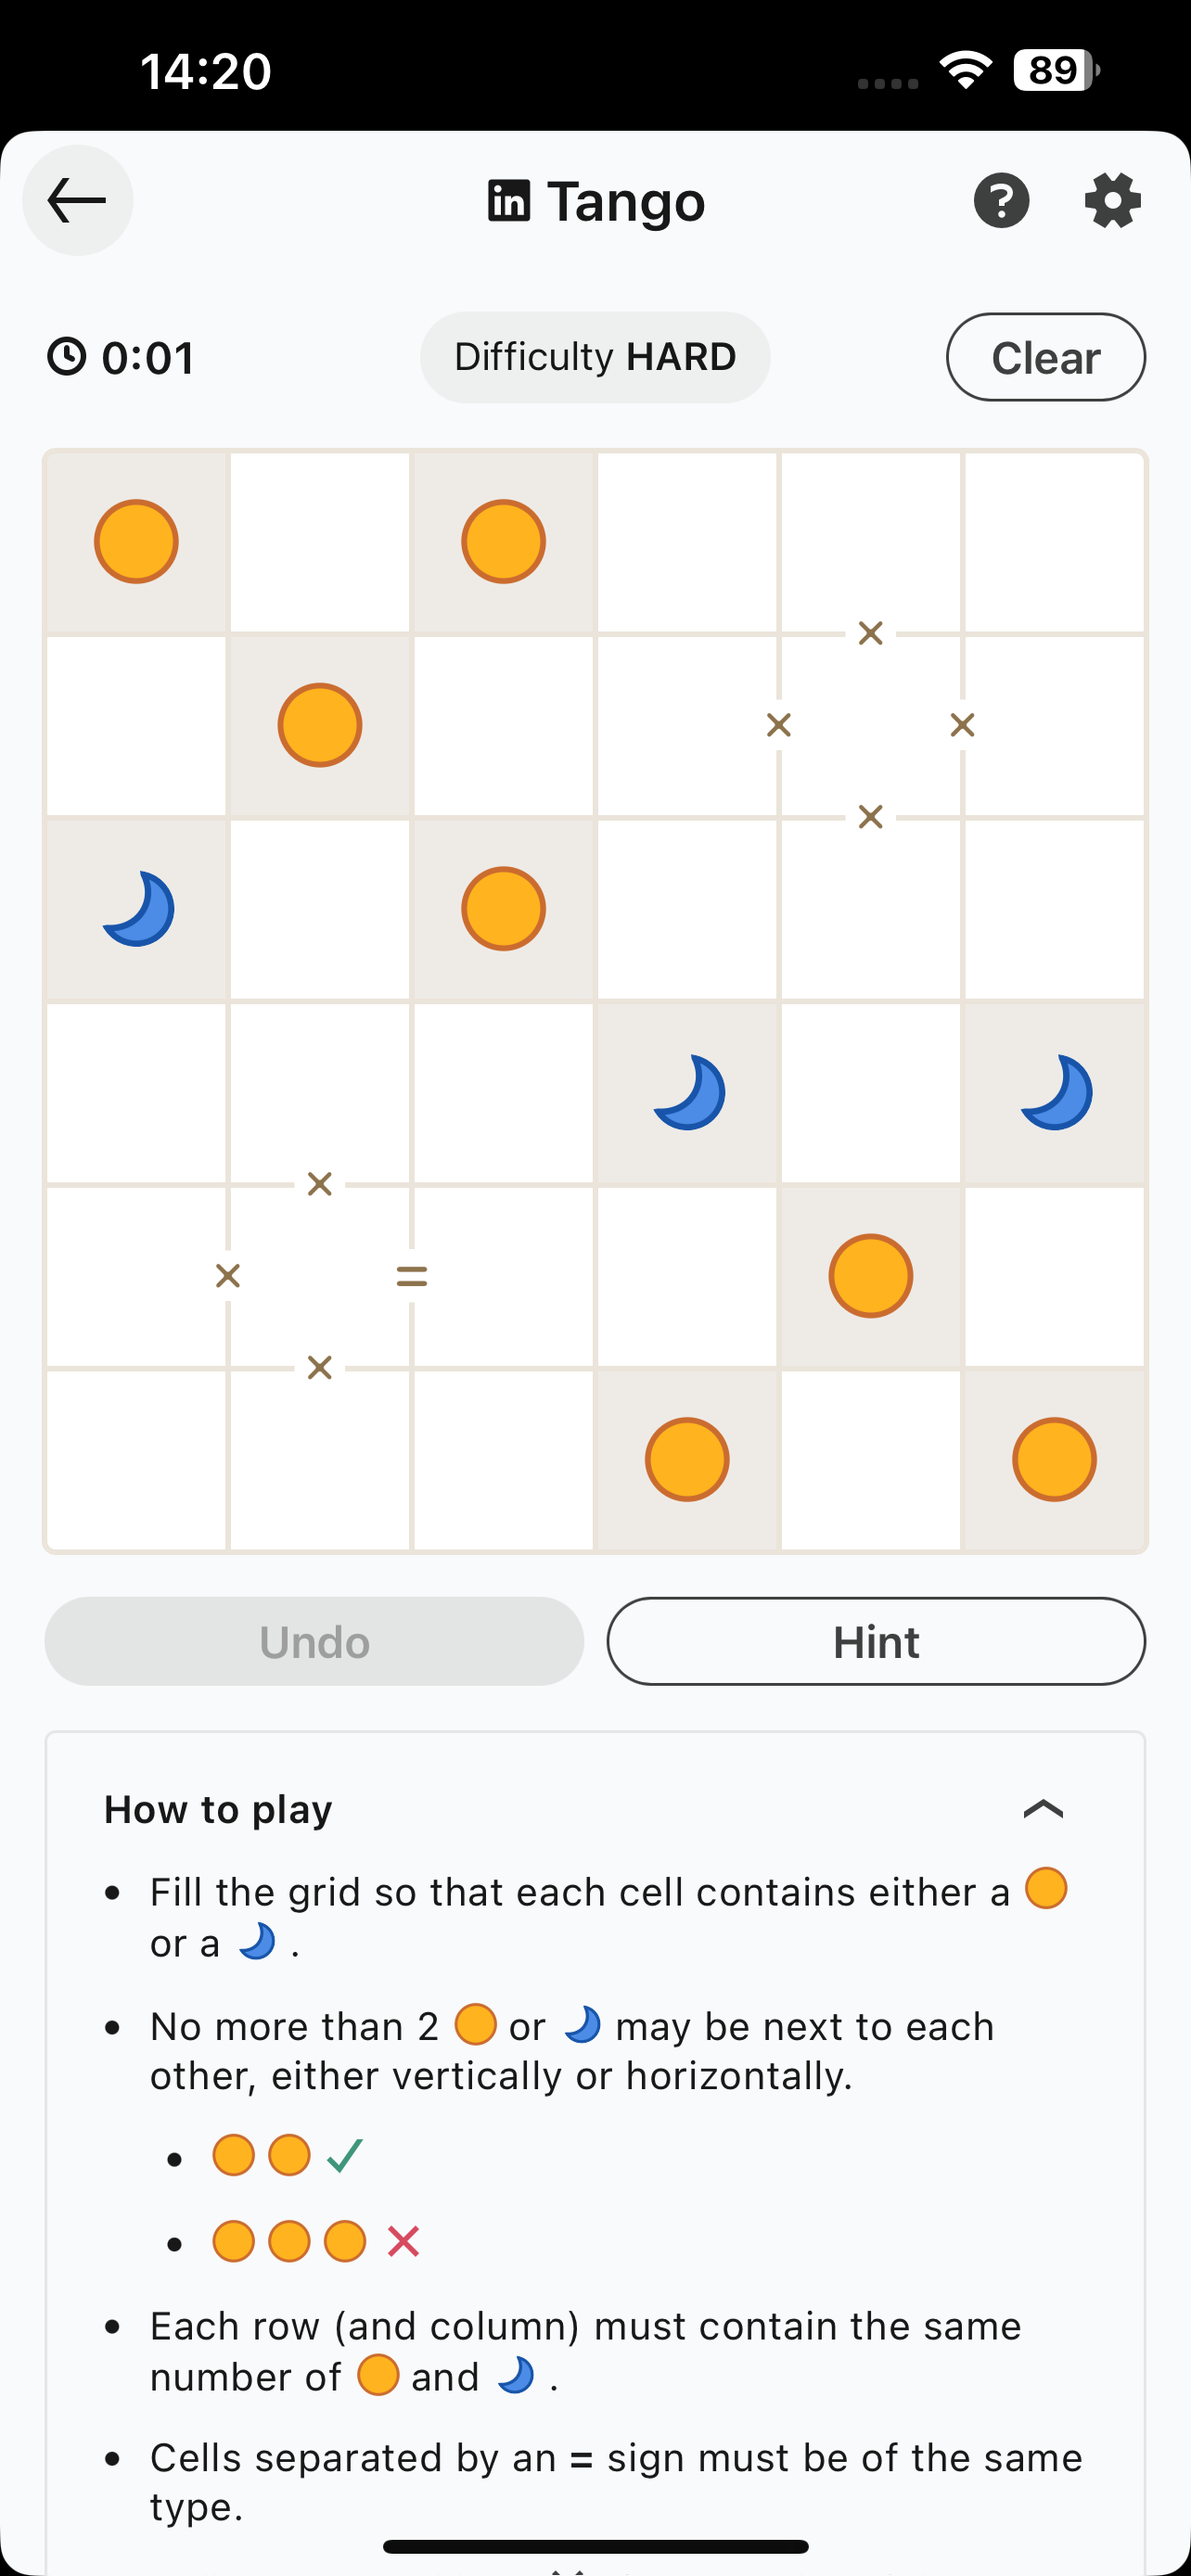 14:20
89
in Tango
?
0:01
Difficulty HARD
Clear
×
× ×
×
×
× =
×
Undo
Hint
How to play
• Fill the grid so that each cell contains either a
or a .
• No more than 2 or may be next to each
other, either vertically or horizontally.
• Each row (and column) must contain the same
number of and .
• Cells separated by an = sign must be of the same
type.